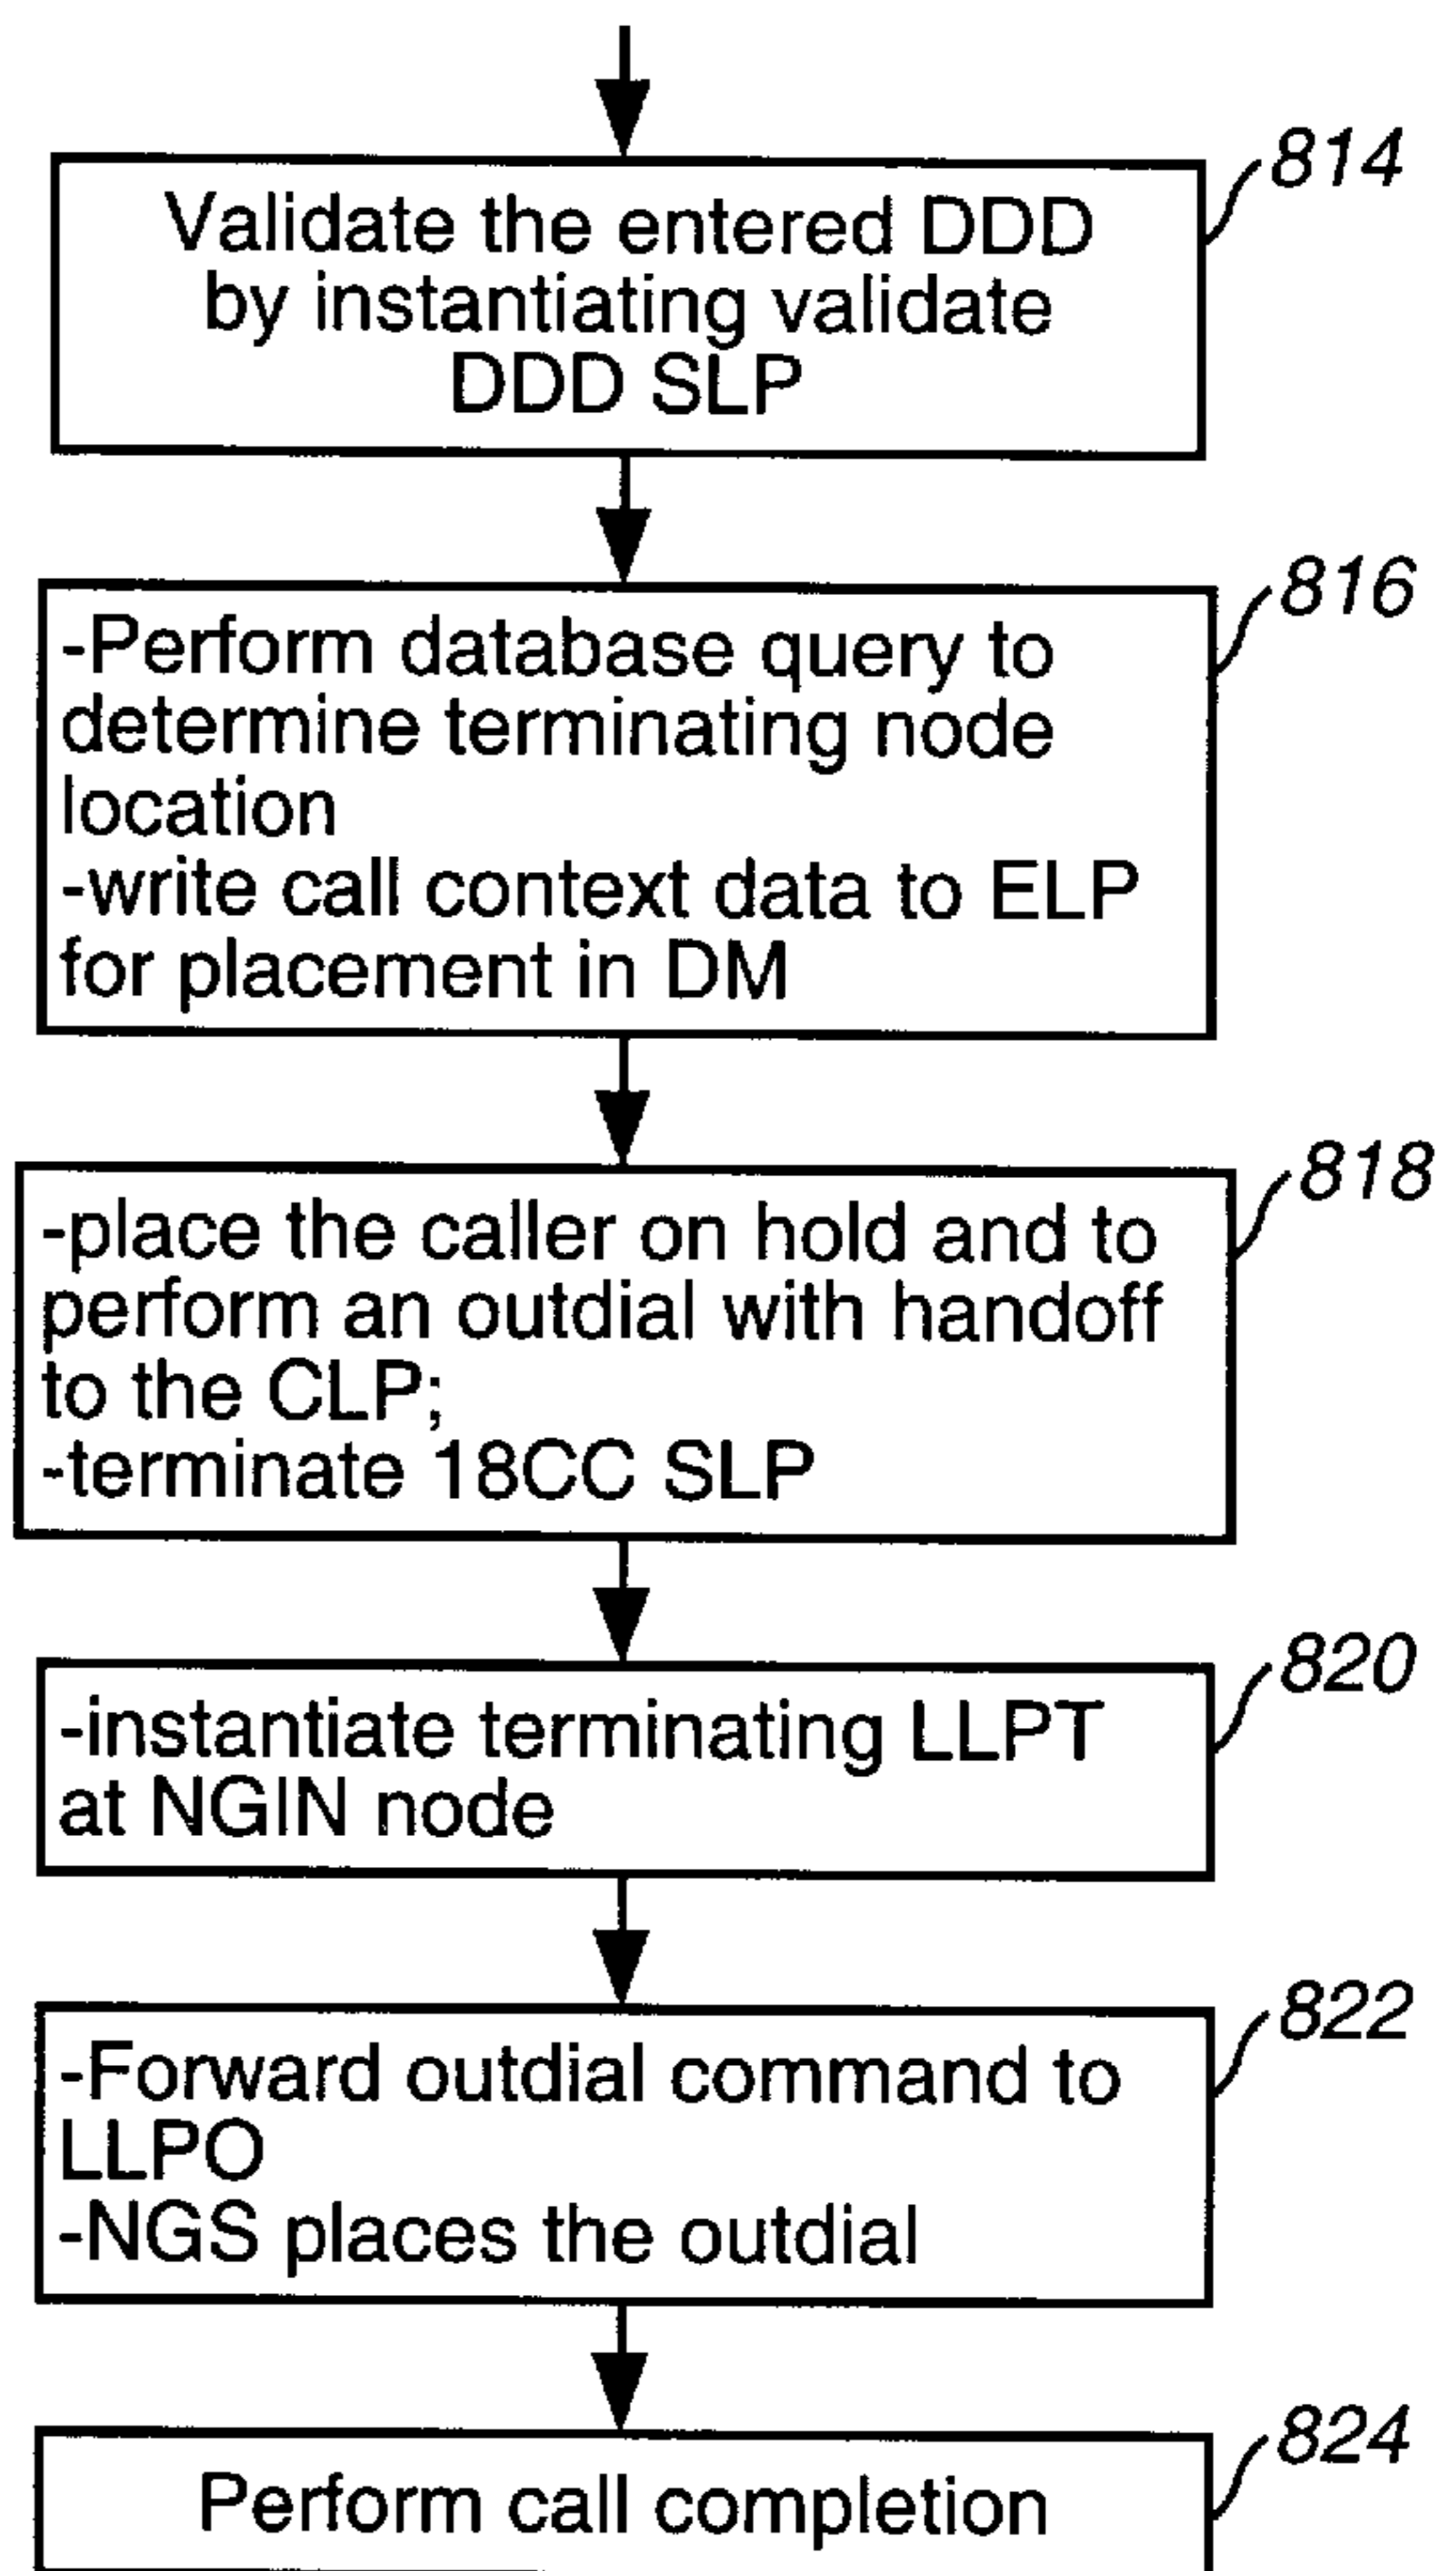 814
Validate the entered DDD
by instantiating validate
DDD SLP
816
-Perform database query to
determine terminating node
location
-write call context data to ELP
for placement in DM
818
-place the caller on hold and to
perform an outdial with handoff
to the CLP;
-terminate 18CC SLP
820
-instantiate terminating LLPT
at NGIN node
822
-Forward outdial command to
LLPO
-NGS places the outdial
824
Perform call completion